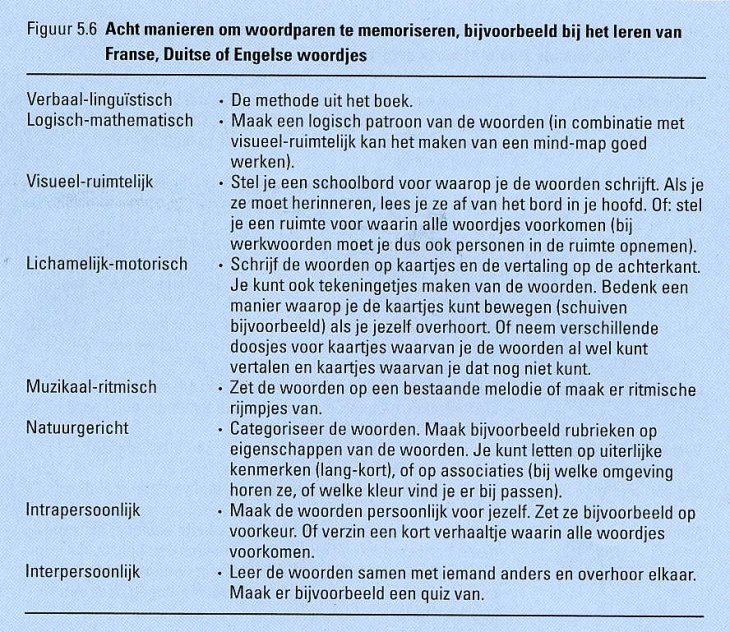 Figuur 5.6 Acht manieren om woordparen te memoriseren, bijvoorbeeld bij het leren van
Franse, Duitse of Engelse woordjes
Verbaal-linguïstisch • De methode uit het boek.
Logisch-mathematisch • Maak een logisch patroon van de woorden (in combinatie met
visueel-ruimtelijk kan het maken van een mind-map goed
werken).
Visueel-ruimtelijk • Stel je een schoolbord voor waarop je de woorden schrijft. Als je
ze moet herinneren, lees je ze af van het bord in je hoofd. Of: stel
je een ruimte voor waarin alle woordjes voorkomen (bij
werkwoorden moet je dus ook personen in de ruimte opnemen).
Lichamelijk-motorisch • Schrijf de woorden op kaartjes en de vertaling op de achterkant.
Je kunt ook tekeningetjes maken van de woorden. Bedenk een
manier waarop je de kaartjes kunt bewegen (schuiven
bijvoorbeeld) als je jezelf overhoort. Of neem verschillende
doosjes voor kaartjes waarvan je de woorden al wel kunt
vertalen en kaartjes waarvan je dat nog niet kunt.
Muzikaal-ritmisch • Zet de woorden op een bestaande melodie of maak er ritmische
rijmpjes van.
Natuurgericht • Categoriseer de woorden. Maak bijvoorbeeld rubrieken op
eigenschappen van de woorden. Je kunt letten op uiterlijke
kenmerken (lang-kort), of op associaties (bij welke omgeving
horen ze, of welke kleur vind je er bij passen).
Intrapersoonlijk • Maak de woorden persoonlijk voor jezelf. Zet ze bijvoorbeeld op
voorkeur. Of verzin een kort verhaaltje waarin alle woordjes
voorkomen.
Interpersoonlijk • Leer de woorden samen met iemand anders en overhoor elkaar.
Maak er bijvoorbeeld een quiz van.